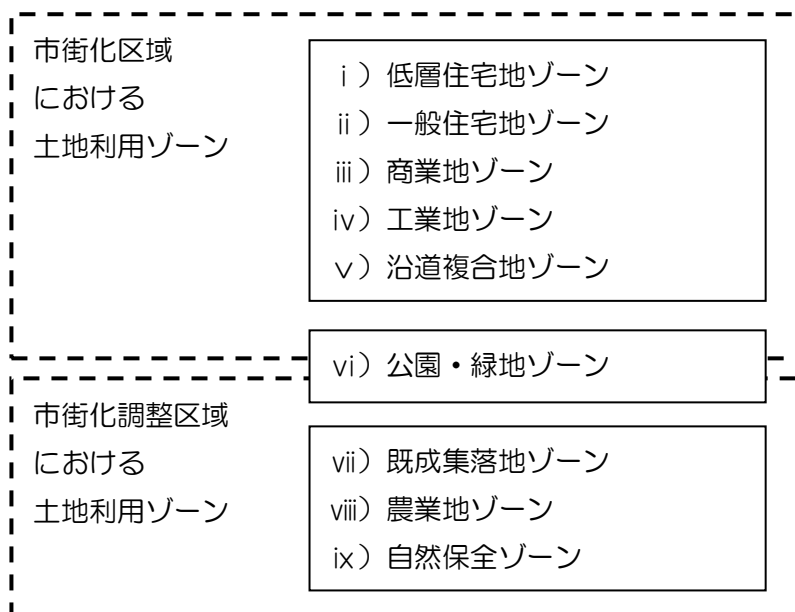 市街化区域
における
土地利用ゾーン
ⅰ）低層住宅地ゾーン
ⅱ）一般住宅地ゾーン
ⅲ）商業地ゾーン
ⅳ）工業地ゾーン
ⅴ）沿道複合地ゾーン
ⅵ）公園・緑地ゾーン
市街化調整区域
における
土地利用ゾーン
ⅶ）既成集落地ゾーン
ⅷ）農業地ゾーン
ⅸ）自然保全ゾーン